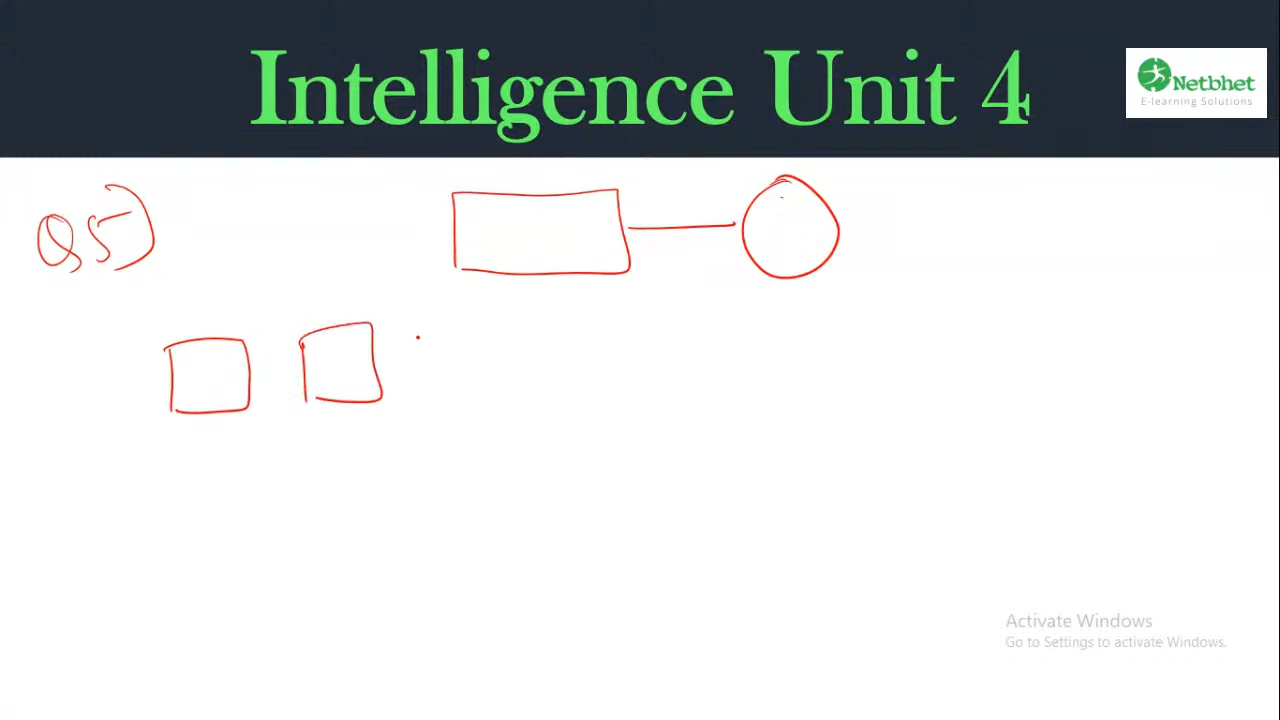 Intelligence Unit 4
Netbhet
E-learning Solutions
Q5)
Activate Windows
Go to Settings to activate Windows.